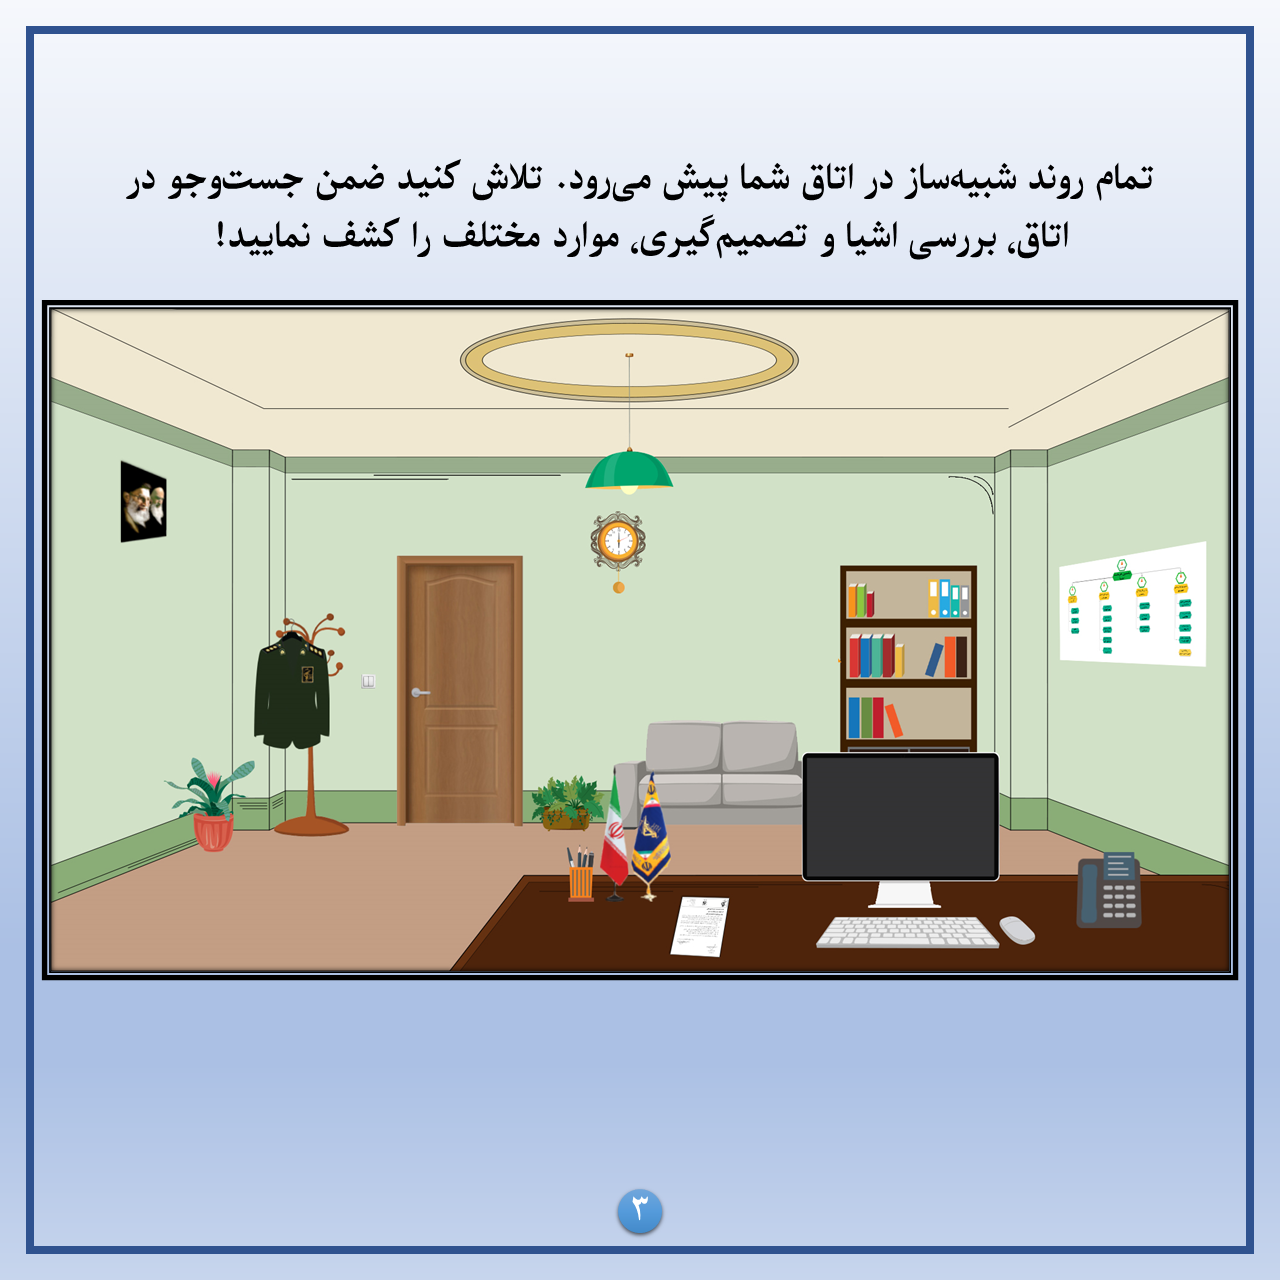 تمام روند شبیه‌ساز در اتاق شما پیش می‌رود. تلاش کنید ضمن جست‌وجو در
اتاق، بررسی اشیا و تصمیم‌گیری، موارد مختلف را کشف نمایید!
۳